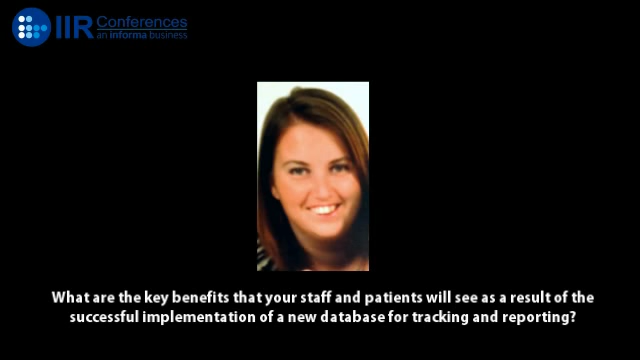 IIR Conferences
an informa business
What are the key benefits that your staff and patients will see as a result of the
successful implementation of a new database for tracking and reporting?